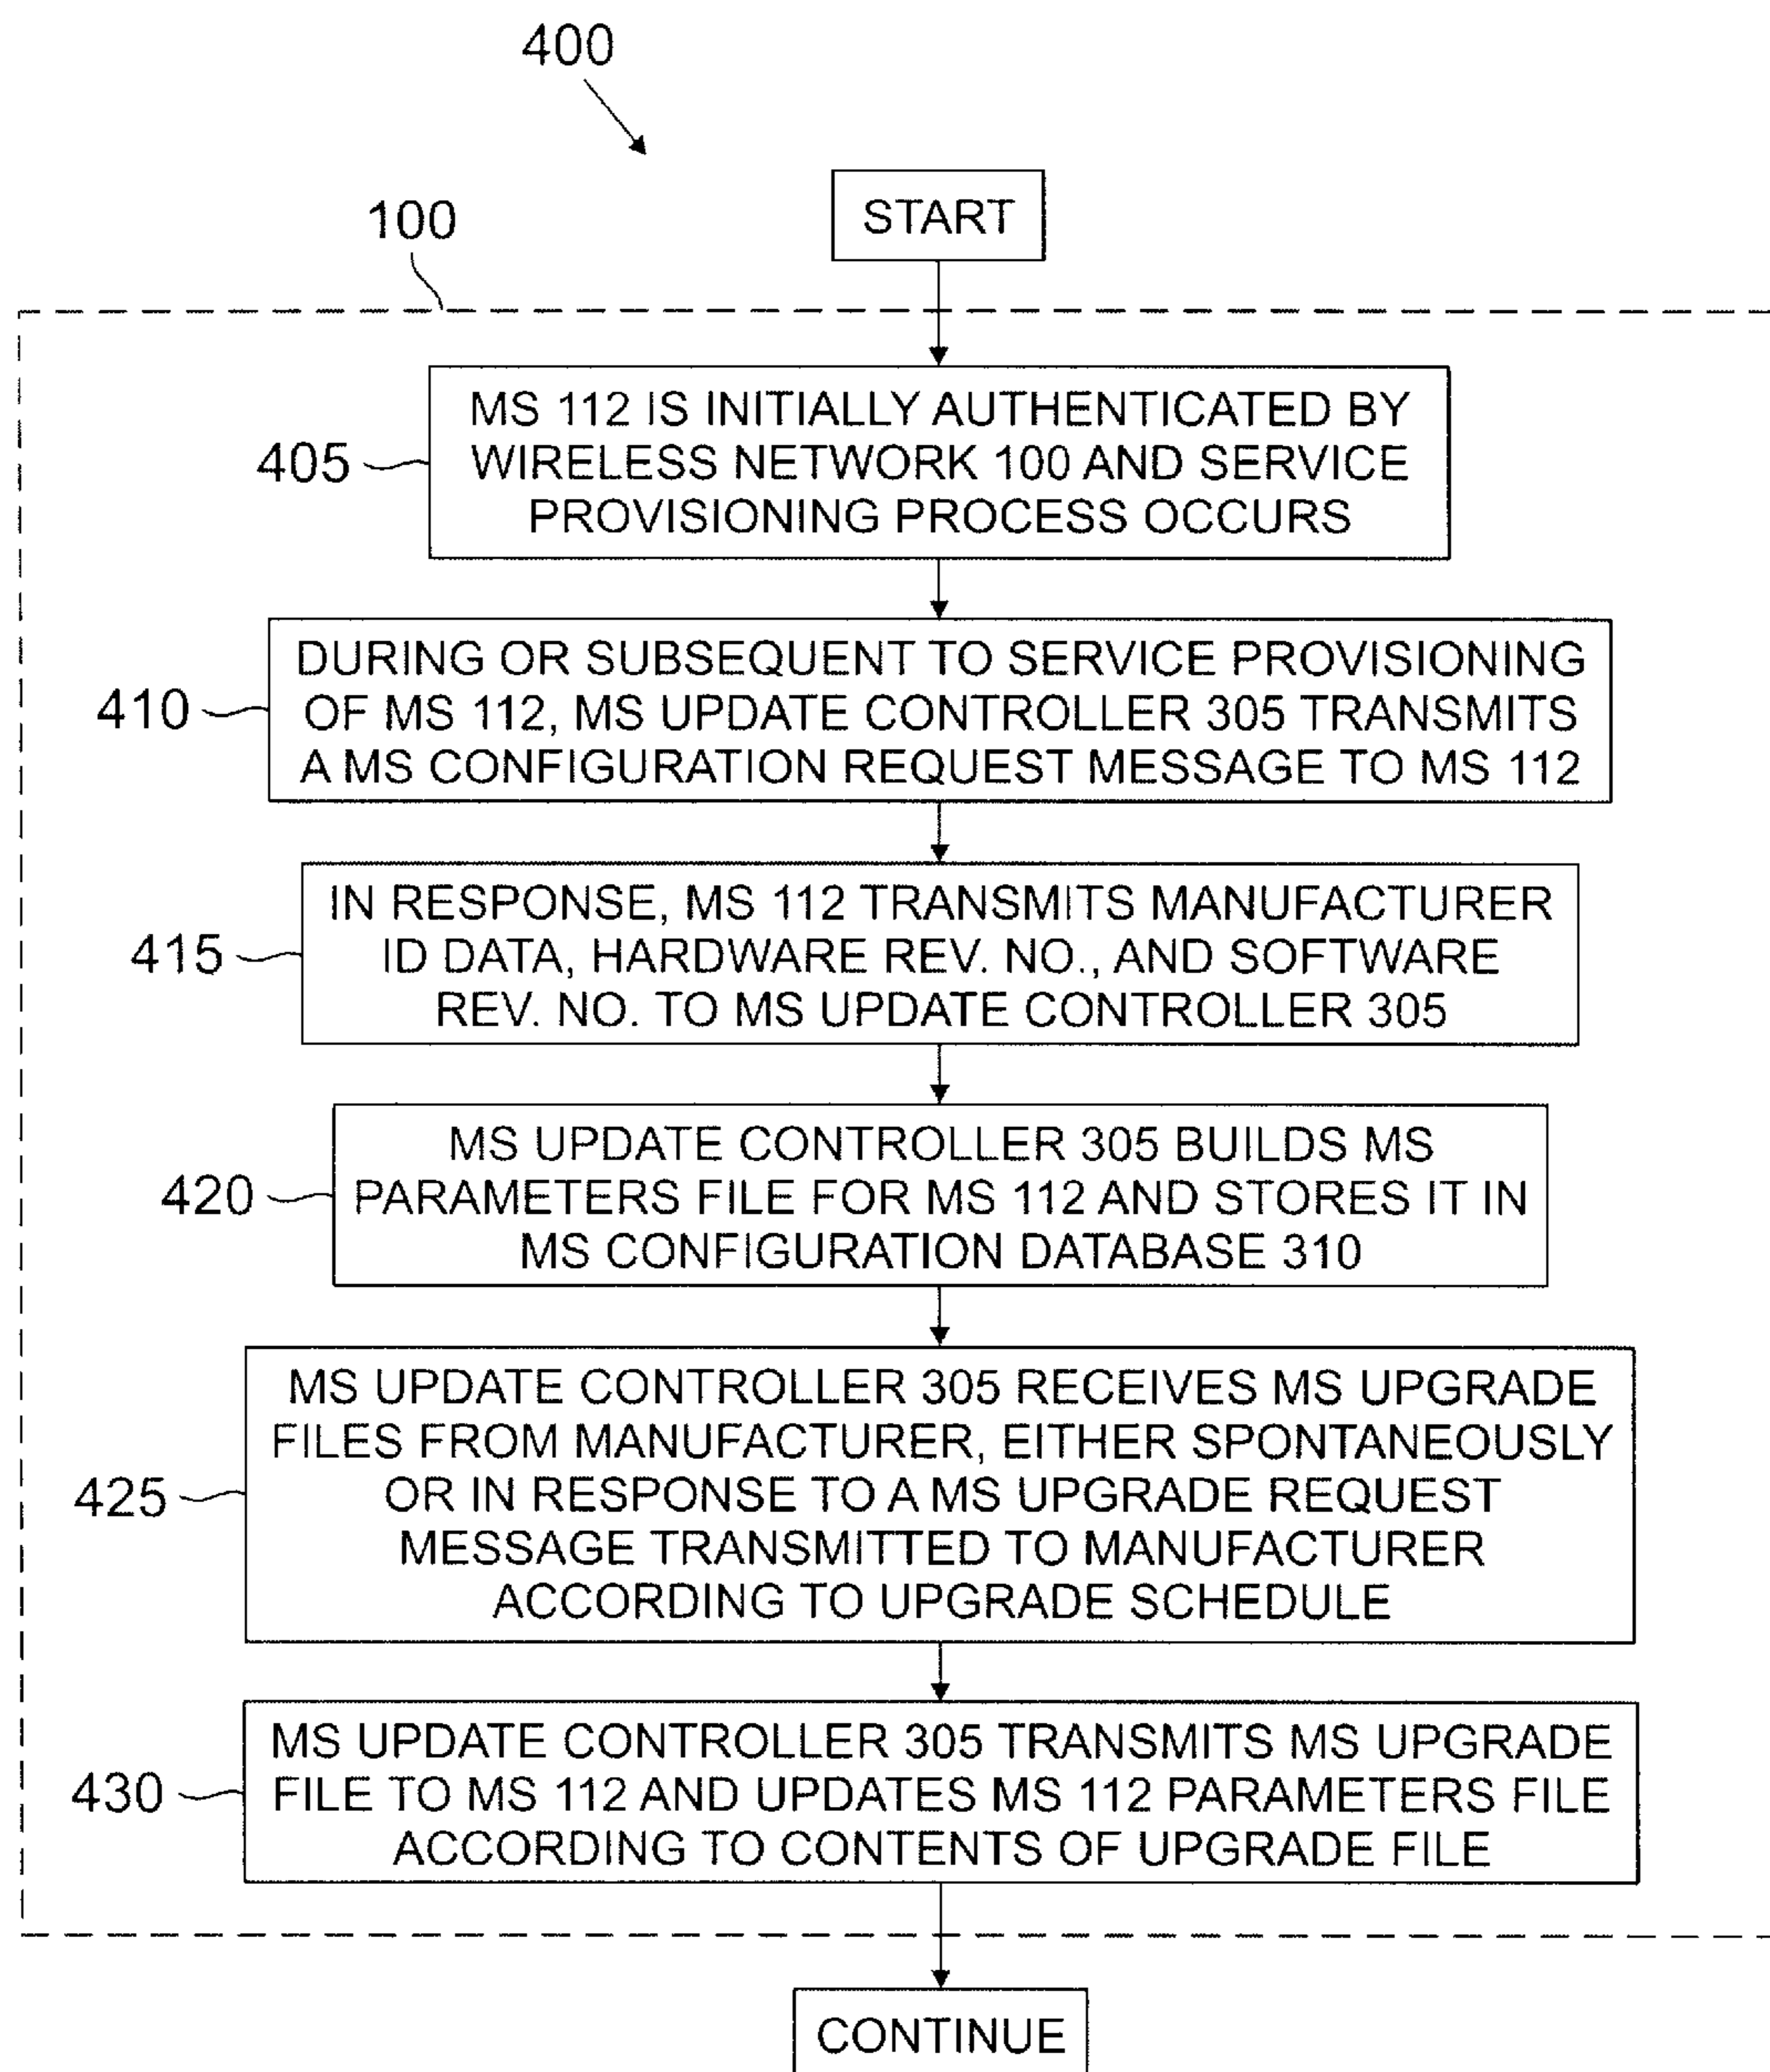 400
START
100
MS 112 IS INITIALLY AUTHENTICATED BY
WIRELESS NETWORK 100 AND SERVICE
PROVISIONING PROCESS OCCURS
405
DURING OR SUBSEQUENT TO SERVICE PROVISIONING
OF MS 112, MS UPDATE CONTROLLER 305 TRANSMITS
A MS CONFIGURATION REQUEST MESSAGE TO MS 112
410
IN RESPONSE, MS 112 TRANSMITS MANUFACTURER
ID DATA, HARDWARE REV. NO., AND SOFTWARE
REV. NO. TO MS UPDATE CONTROLLER 305
415
MS UPDATE CONTROLLER 305 BUILDS MS
PARAMETERS FILE FOR MS 112 AND STORES IT IN
MS CONFIGURATION DATABASE 310
420
MS UPDATE CONTROLLER 305 RECEIVES MS UPGRADE
FILES FROM MANUFACTURER, EITHER SPONTANEOUSLY
OR IN RESPONSE TO A MS UPGRADE REQUEST
MESSAGE TRANSMITTED TO MANUFACTURER
ACCORDING TO UPGRADE SCHEDULE
425
MS UPDATE CONTROLLER 305 TRANSMITS MS UPGRADE
FILE TO MS 112 AND UPDATES MS 112 PARAMETERS FILE
ACCORDING TO CONTENTS OF UPGRADE FILE
430
CONTINUE